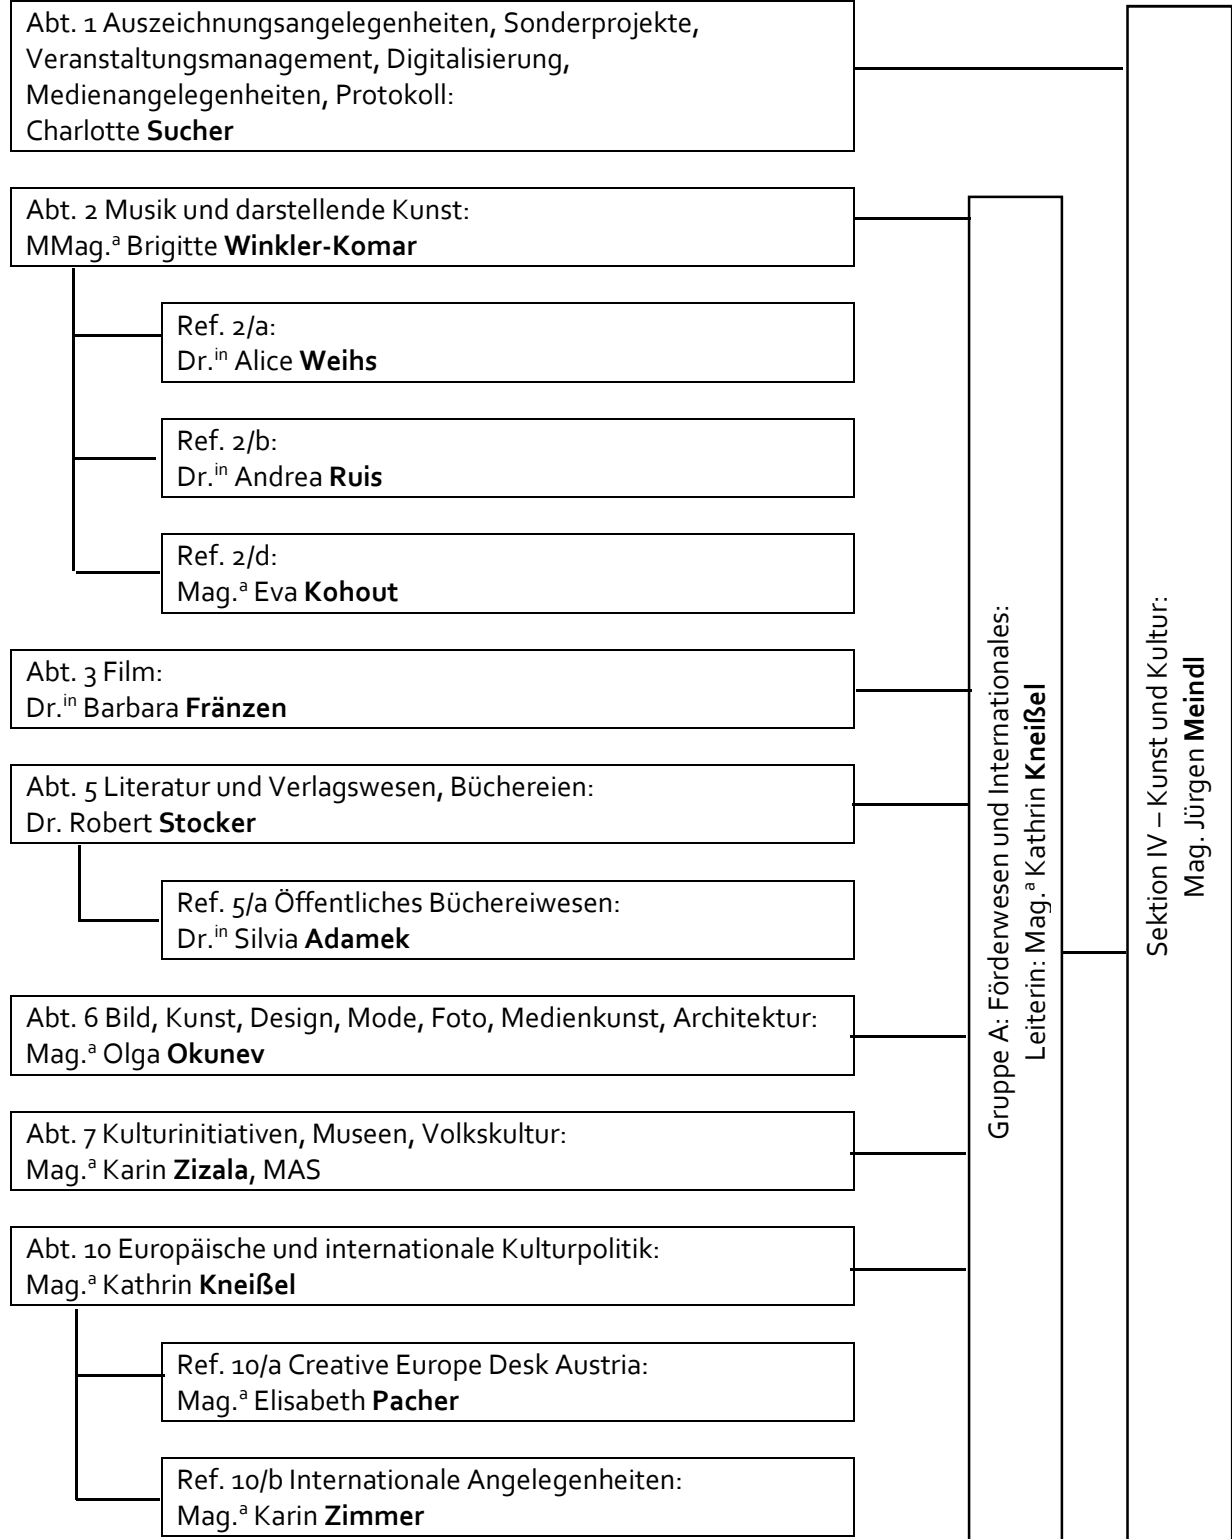 Abt. 1 Auszeichnungsangelegenheiten, Sonderprojekte,
Veranstaltungsmanagement, Digitalisierung,
Medienangelegenheiten, Protokoll:
Charlotte Sucher
Abt. 2 Musik und darstellende Kunst:
MMag.ª Brigitte Winkler-Komar
Ref. 2/a:
Dr.ⁱⁿ Alice Weihs
Ref. 2/b:
Dr.ⁱⁿ Andrea Ruis
Ref. 2/d:
Mag.ª Eva Kohout
Abt. 3 Film:
Dr.ⁱⁿ Barbara Fränzen
Abt. 5 Literatur und Verlagswesen, Büchereien:
Dr. Robert Stocker
Ref. 5/a Öffentliches Büchereiwesen:
Dr.ⁱⁿ Silvia Adamek
Abt. 6 Bild, Kunst, Design, Mode, Foto, Medienkunst, Architektur:
Mag.ª Olga Okunev
Abt. 7 Kulturinitiativen, Museen, Volkskultur:
Mag.ª Karin Zizala, MAS
Abt. 10 Europäische und internationale Kulturpolitik:
Mag.ª Kathrin Kneißel
Ref. 10/a Creative Europe Desk Austria:
Mag.ª Elisabeth Pacher
Ref. 10/b Internationale Angelegenheiten:
Mag.ª Karin Zimmer
Gruppe A: Förderwesen und Internationales:
Leiterin: Mag.ª Kathrin Kneißel
Sektion IV – Kunst und Kultur:
Mag. Jürgen Meindl